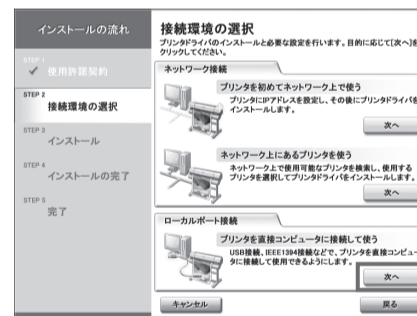 インストールの流れ
STEP 1
使用許諾契約
STEP 2
接続環境の選択
STEP 3
インストール
STEP 4
インストールの完了
STEP 5
完了
接続環境の選択
プリンタドライバのインストールと必要な設定を行います。目的に応じて[次へ]を
クリックしてください。
ネットワーク接続
プリンタを初めてネットワーク上で使う
プリンタにIPアドレスを設定し、その後にプリンタドライバを
インストールします。
次へ
ネットワーク上にあるプリンタを使う
ネットワーク上で使用可能なプリンタを検索し、使用する
プリンタを選択してプリンタドライバをインストールします。
次へ
ローカルポート接続
プリンタを直接コンピュータに接続して使う
USB接続、IEEE1394接続などで、プリンタを直接コンピュー
タに接続して使用できるようにします。
次へ
キャンセル
戻る